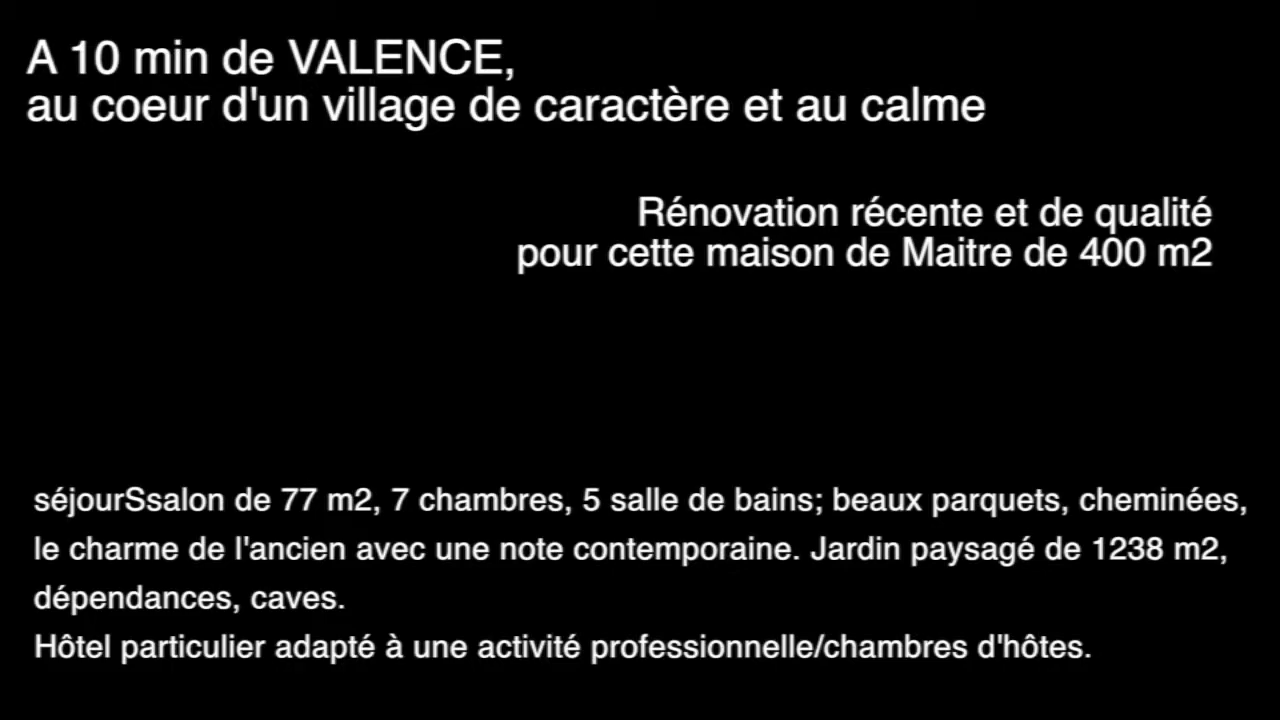 A 10 min de VALENCE,
au coeur d'un village de caractère et au calme
Rénovation récente et de qualité
pour cette maison de Maitre de 400 m2
séjourSsalon de 77 m2, 7 chambres, 5 salle de bains; beaux parquets, cheminées,
le charme de l'ancien avec une note contemporaine. Jardin paysagé de 1238 m2,
dépendances, caves.
Hôtel particulier adapté à une activité professionnelle/chambres d'hôtes.